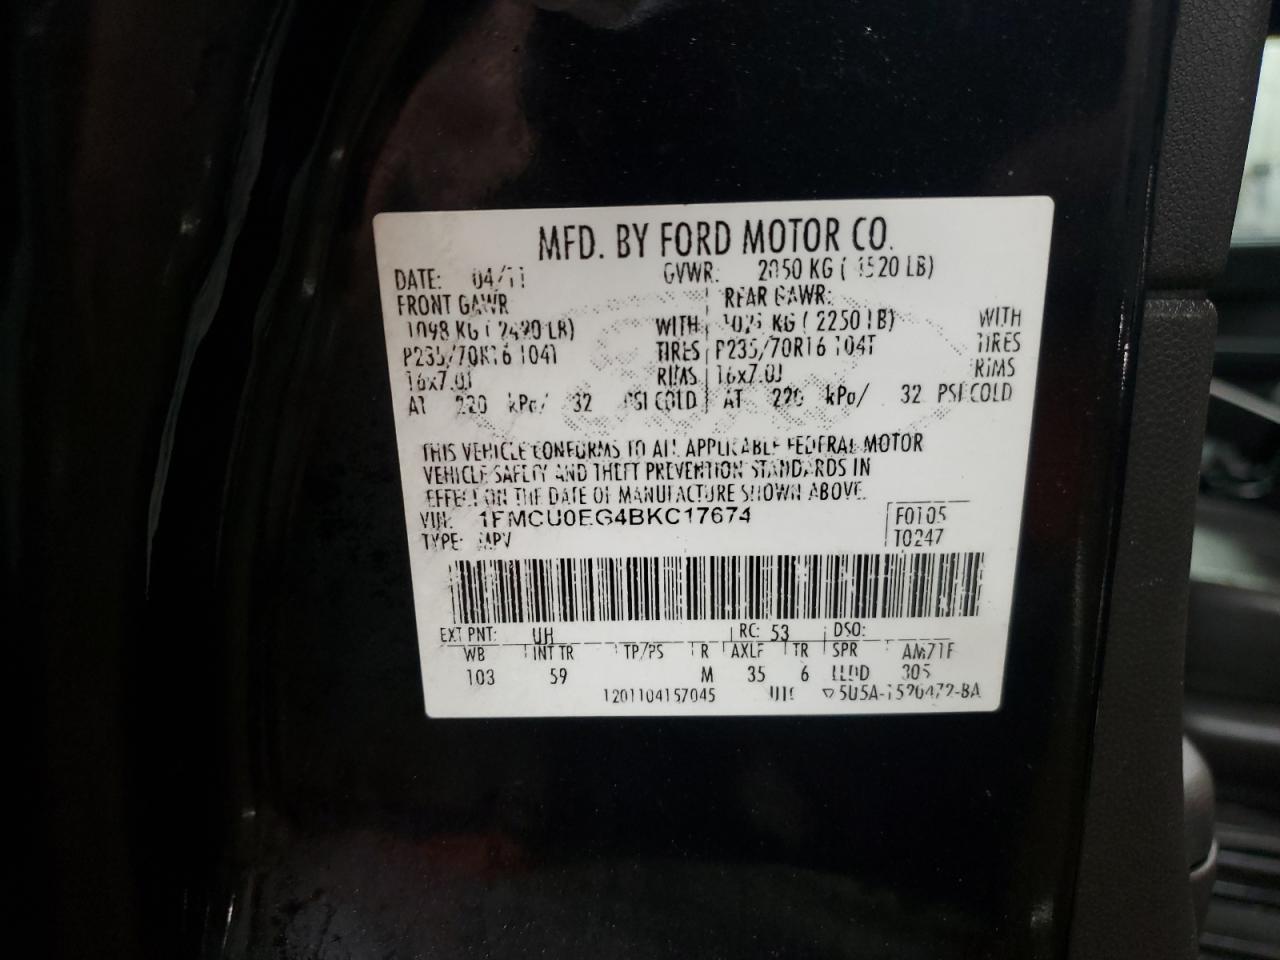 MFD. BY FORD MOTOR CO.
DATE: 04/11 GVWR: 2050 KG ( 4520 LB)
FRONT GAWR: REAR GAWR:
1098 KG ( 2420 LB) WITH 1021 KG ( 2250 LB) WITH
P235/70R16 104T TIRES P235/70R16 104T TIRES
16x7.0J RIMS 16x7.0J RIMS
AT 220 kPa/ 32 PSI COLD AT 220 kPa/ 32 PSI COLD
THIS VEHICLE CONFORMS TO ALL APPLICABLE FEDERAL MOTOR
VEHICLE SAFETY AND THEFT PREVENTION STANDARDS IN
EFFECT ON THE DATE OF MANUFACTURE SHOWN ABOVE.
VIN: 1FMCU0EG4BKC17674 F0105
TYPE: MPV T0247
EXT PNT: UH RC: 53 DSO:
WB INT TR TP/PS R AXLE TR SPR AM71F
103 59 M 35 6 LLDD 305
1201104157045 5U5A-1520472-BA